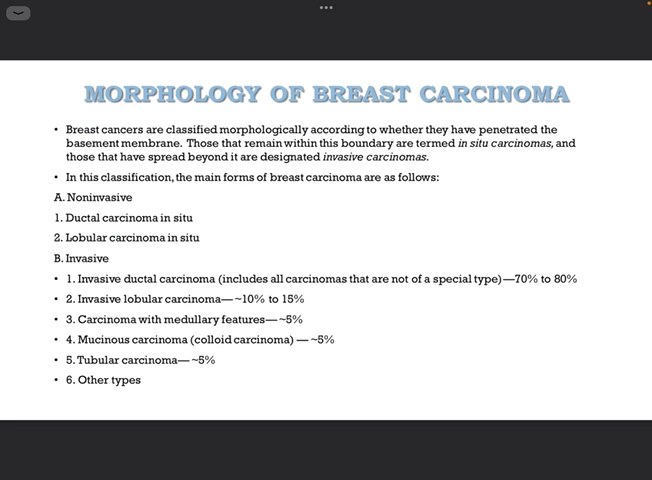 MORPHOLOGY OF BREAST CARCINOMA
• Breast cancers are classified morphologically according to whether they have penetrated the
basement membrane. Those that remain within this boundary are termed in situ carcinomas, and
those that have spread beyond it are designated invasive carcinomas.
• In this classification, the main forms of breast carcinoma are as follows:
A. Noninvasive
1. Ductal carcinoma in situ
2. Lobular carcinoma in situ
B. Invasive
• 1. Invasive ductal carcinoma (includes all carcinomas that are not of a special type)—70% to 80%
• 2. Invasive lobular carcinoma—~10% to 15%
• 3. Carcinoma with medullary features—~5%
• 4. Mucinous carcinoma (colloid carcinoma) — ~5%
• 5. Tubular carcinoma—~5%
• 6. Other types